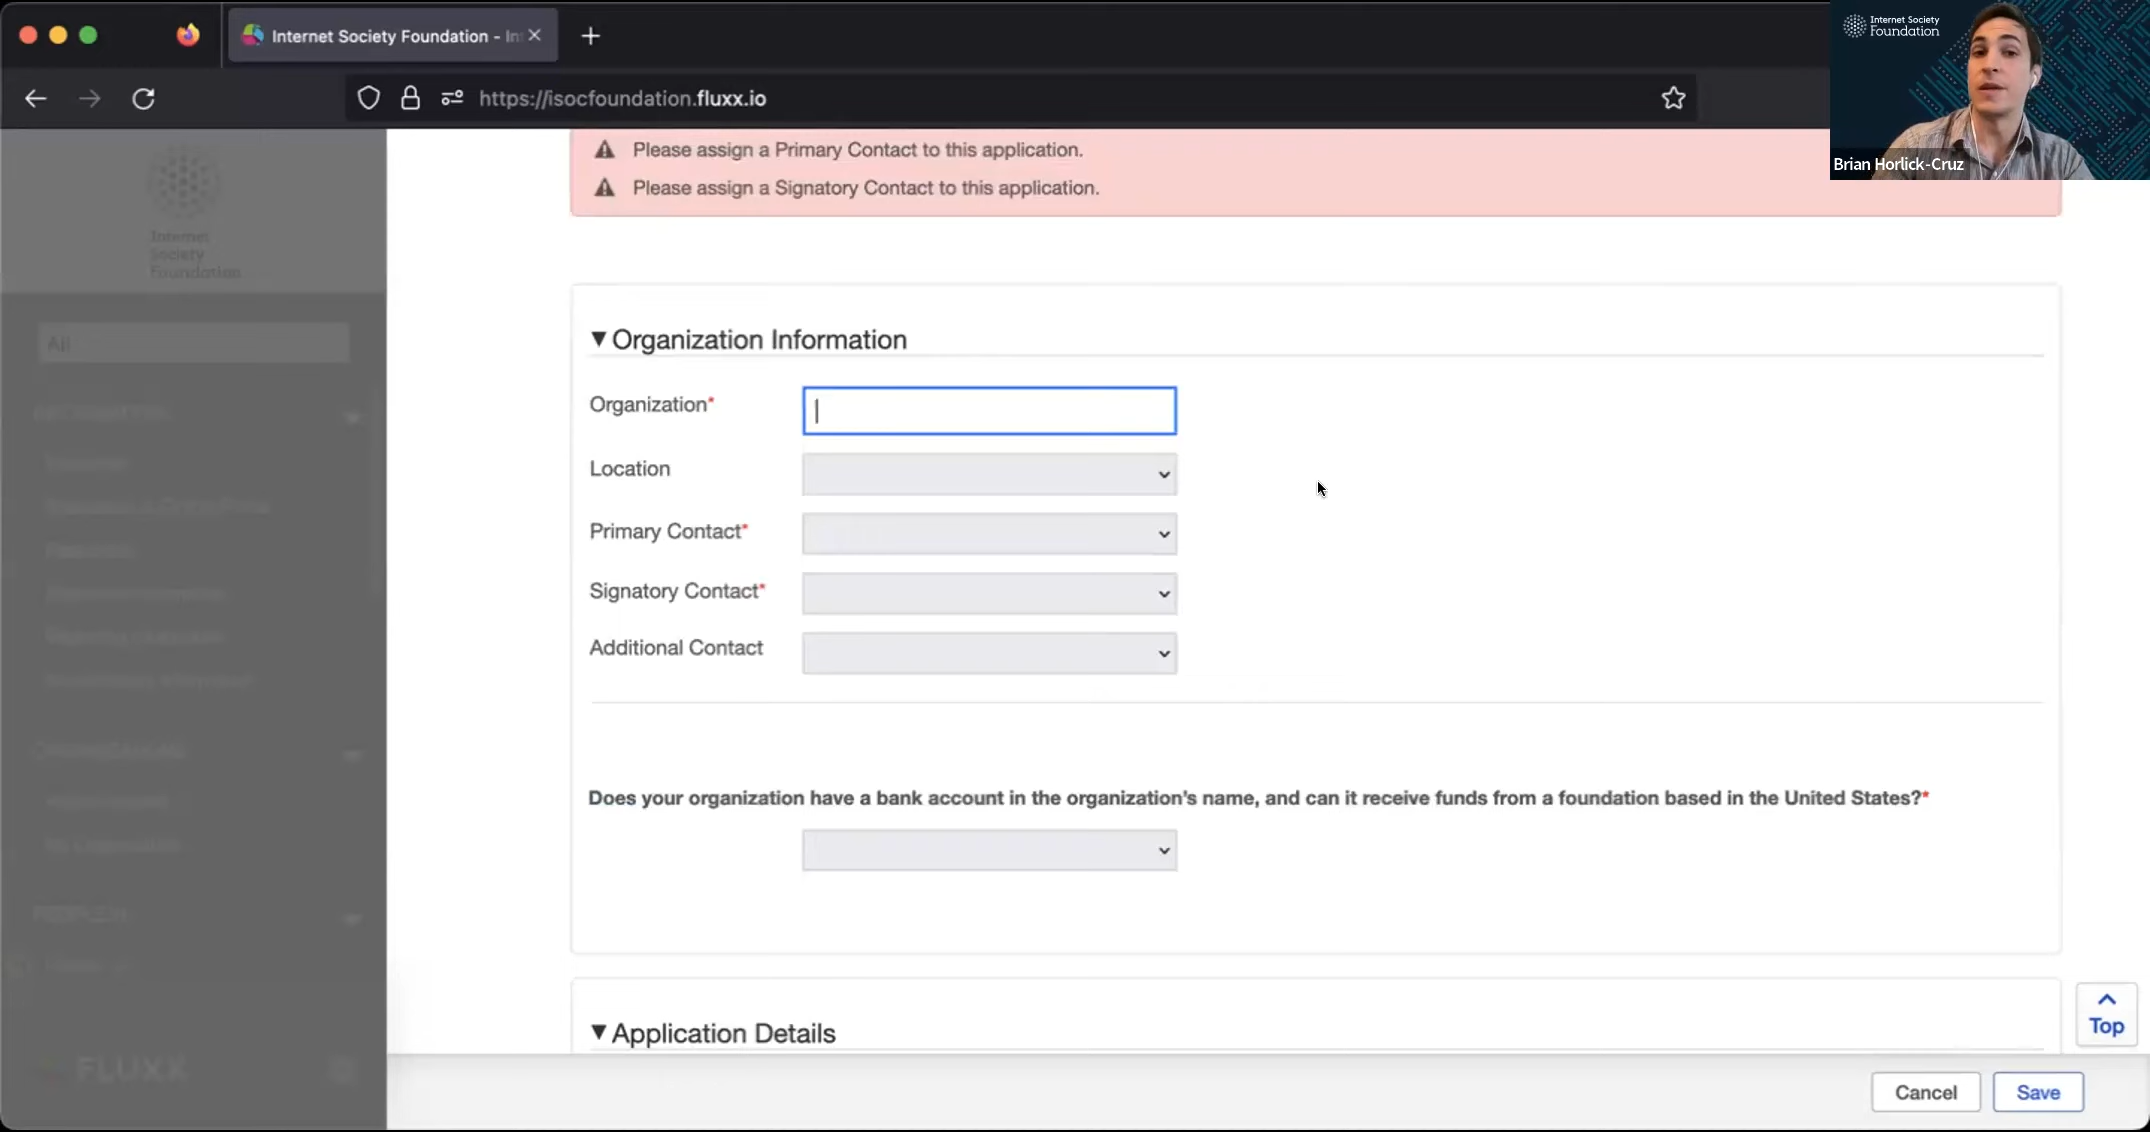 Internet Society Foundation - In
https://isocfoundation.fluxx.io
Internet Society
Foundation
Brian Horlick-Cruz
Internet
Society
Foundation
All
Please assign a Primary Contact to this application.
Please assign a Signatory Contact to this application.
Organization Information
Organization*
Location
Primary Contact*
Signatory Contact*
Additional Contact
Does your organization have a bank account in the organization's name, and can it receive funds from a foundation based in the United States?*
Application Details
Top
FLUXX
Cancel
Save